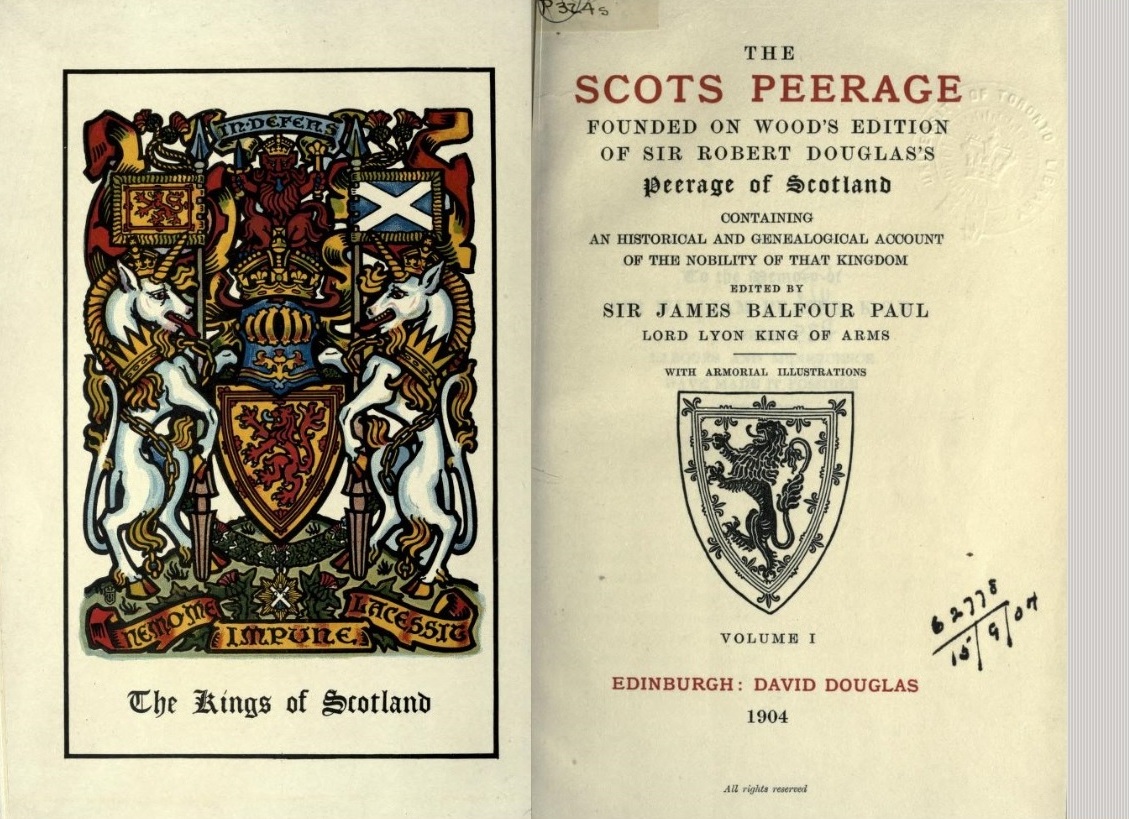 IN·DEFENS
NEMO ME
IMPUNE
LACESSIT
The Kings of Scotland
P324s
THE
SCOTS PEERAGE
FOUNDED ON WOOD'S EDITION
OF SIR ROBERT DOUGLAS'S
Peerage of Scotland
CONTAINING
AN HISTORICAL AND GENEALOGICAL ACCOUNT
OF THE NOBILITY OF THAT KINGDOM
EDITED BY
SIR JAMES BALFOUR PAUL
LORD LYON KING OF ARMS
WITH ARMORIAL ILLUSTRATIONS
VOLUME I
62778
15/9/04
EDINBURGH: DAVID DOUGLAS
1904
All rights reserved